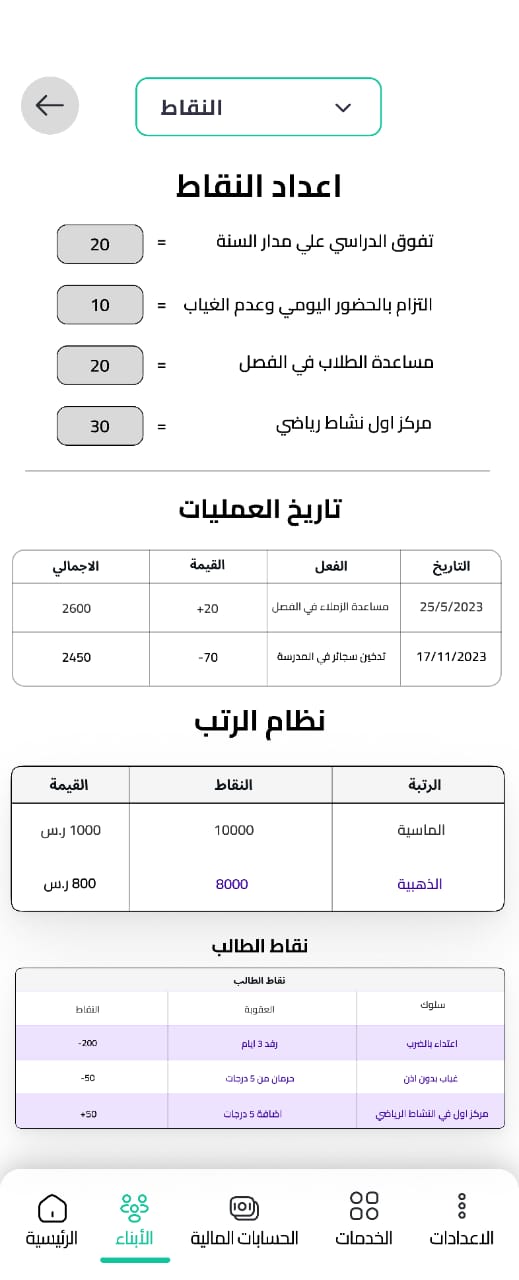 النقاط
اعداد النقاط
تفوق الدراسي علي مدار السنة = 20
التزام بالحضور اليومي وعدم الغياب = 10
مساعدة الطلاب في الفصل = 20
مركز اول نشاط رياضي = 30
تاريخ العمليات
التاريخ الفعل القيمة الاجمالي
25/5/2023 مساعدة الزملاء في الفصل +20 2600
17/11/2023 تدخين سجائر في المدرسة -70 2450
نظام الرتب
الرتبة النقاط القيمة
الماسية 10000 1000 ر.س
الذهبية 8000 800 ر.س
نقاط الطالب
نقاط الطالب
سلوك العقوبة النقاط
اعتداء بالضرب رفد 3 ايام -200
غياب بدون اذن حرمان من 5 درجات -50
مركز اول في النشاط الرياضي اضافة 5 درجات +50
الاعدادات الخدمات الحسابات المالية الأبناء الرئيسية